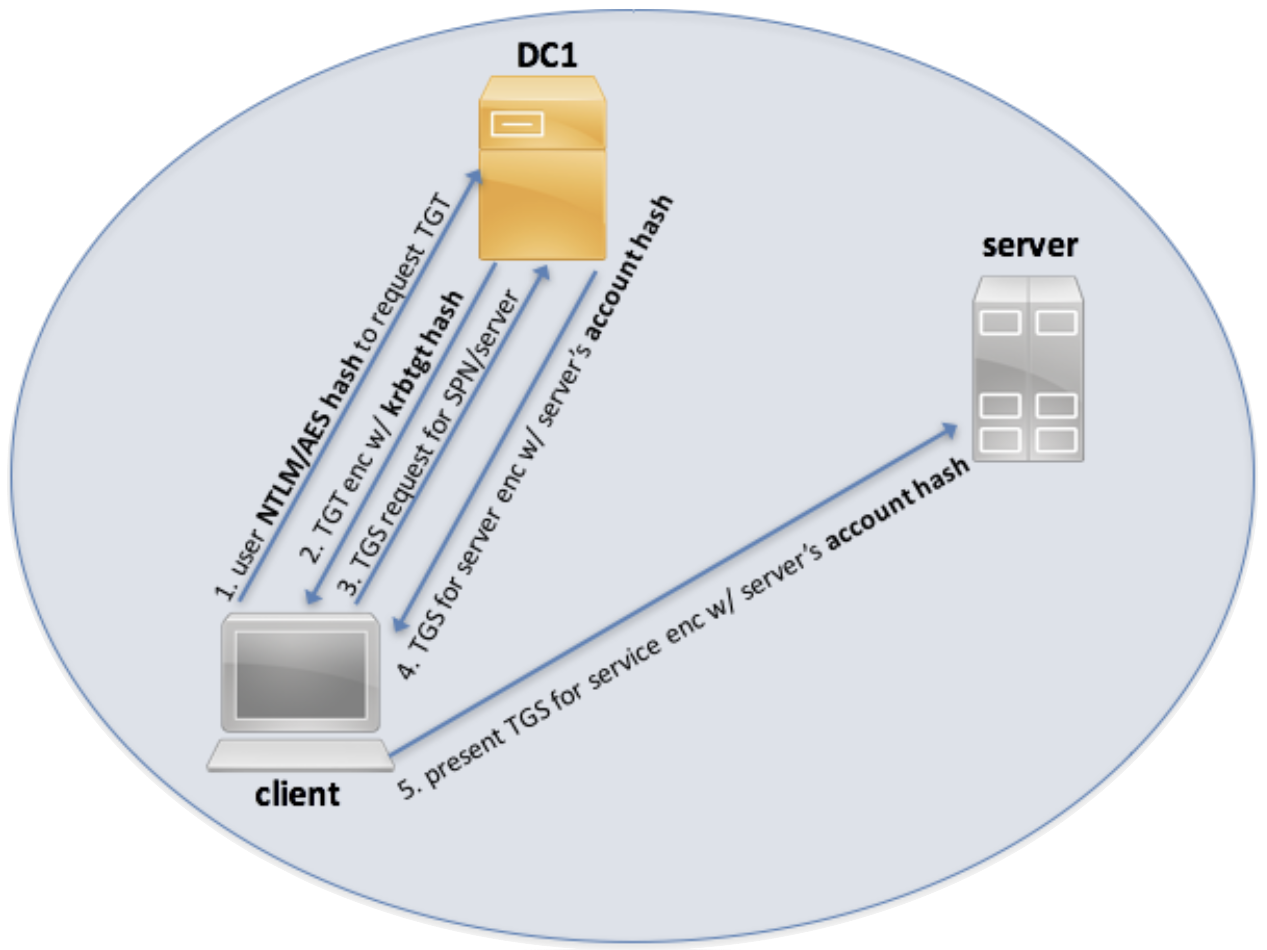 DC1
server
1. user NTLM/AES hash to request TGT
2. TGT enc w/ krbtgt hash
3. TGS request for SPN/server
4. TGS for server enc w/ server's account hash
5. present TGS for service enc w/ server's account hash
client